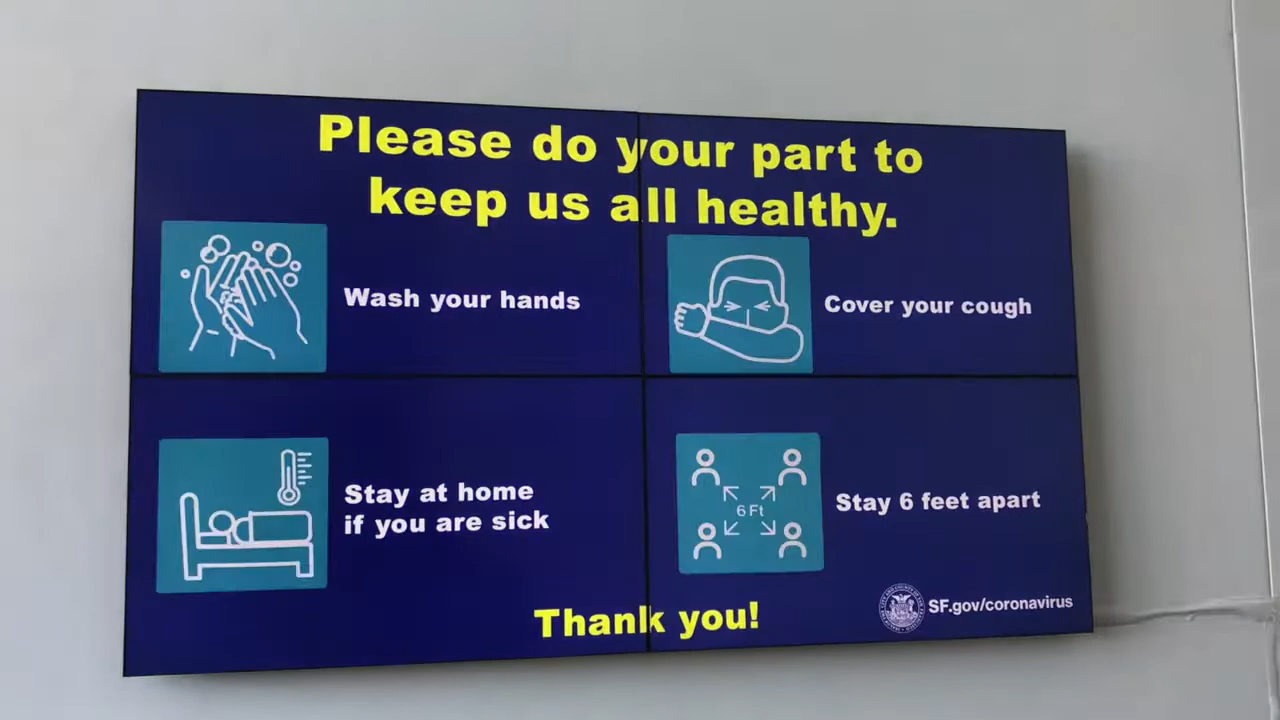 Please do your part to
keep us all healthy.
Wash your hands
Cover your cough
Stay at home
if you are sick
6 Ft
Stay 6 feet apart
Thank you!
SF.gov/coronavirus